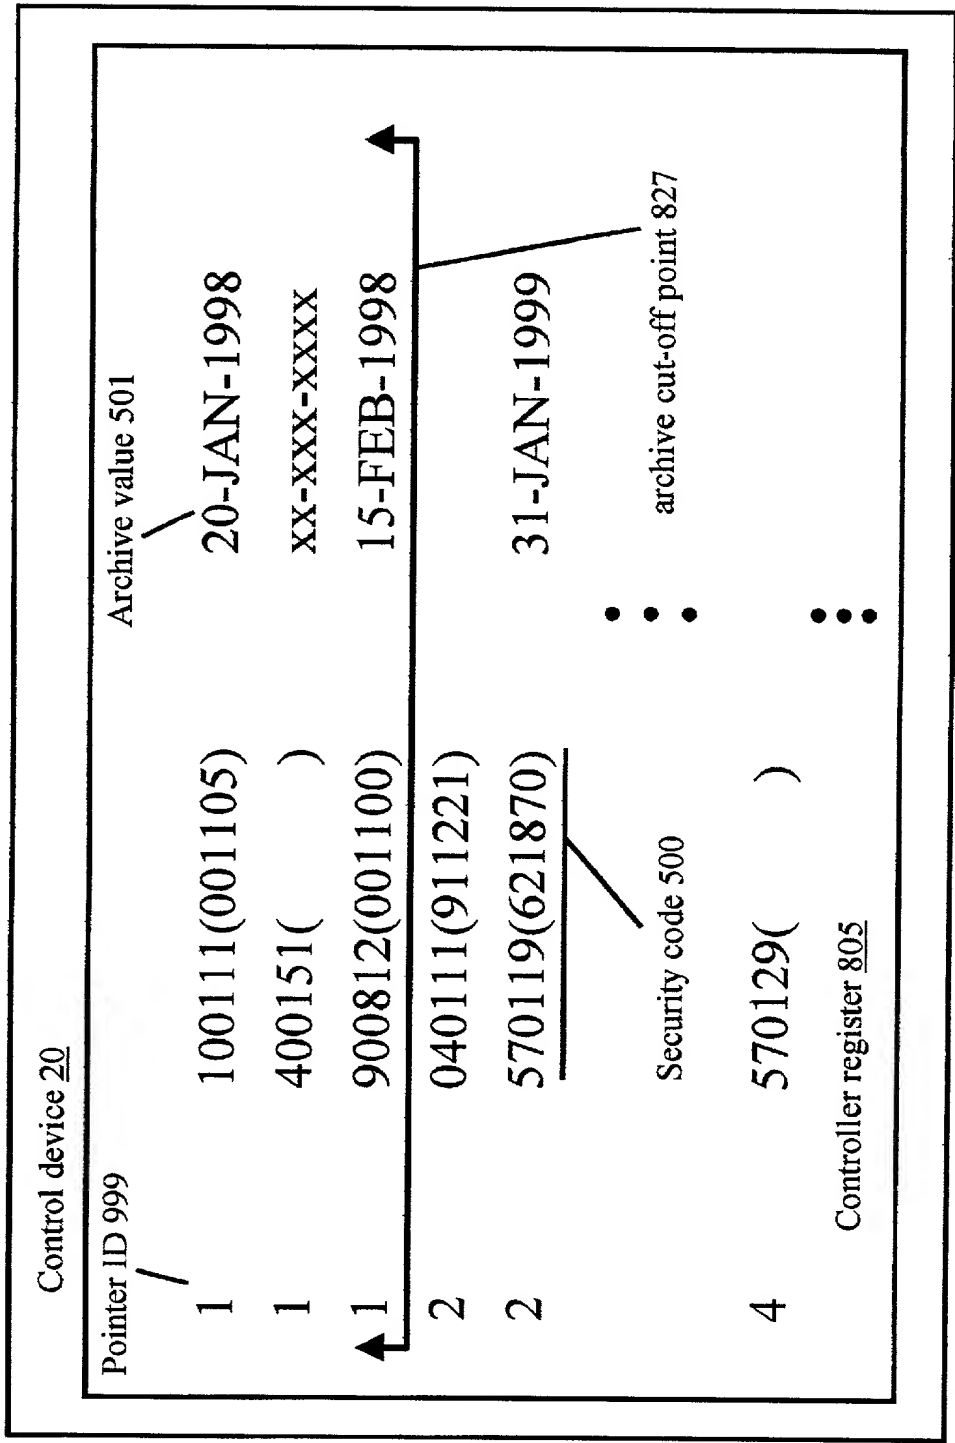 Control device 20
Pointer ID 999
Archive value 501
1 100111(001105) 20-JAN-1998
1 400151( ) xx-xxx-xxxx
1 900812(001100) 15-FEB-1998
2 040111(911221)
2 570119(621870) 31-JAN-1999
Security code 500
archive cut-off point 827
4 570129( )
Controller register 805